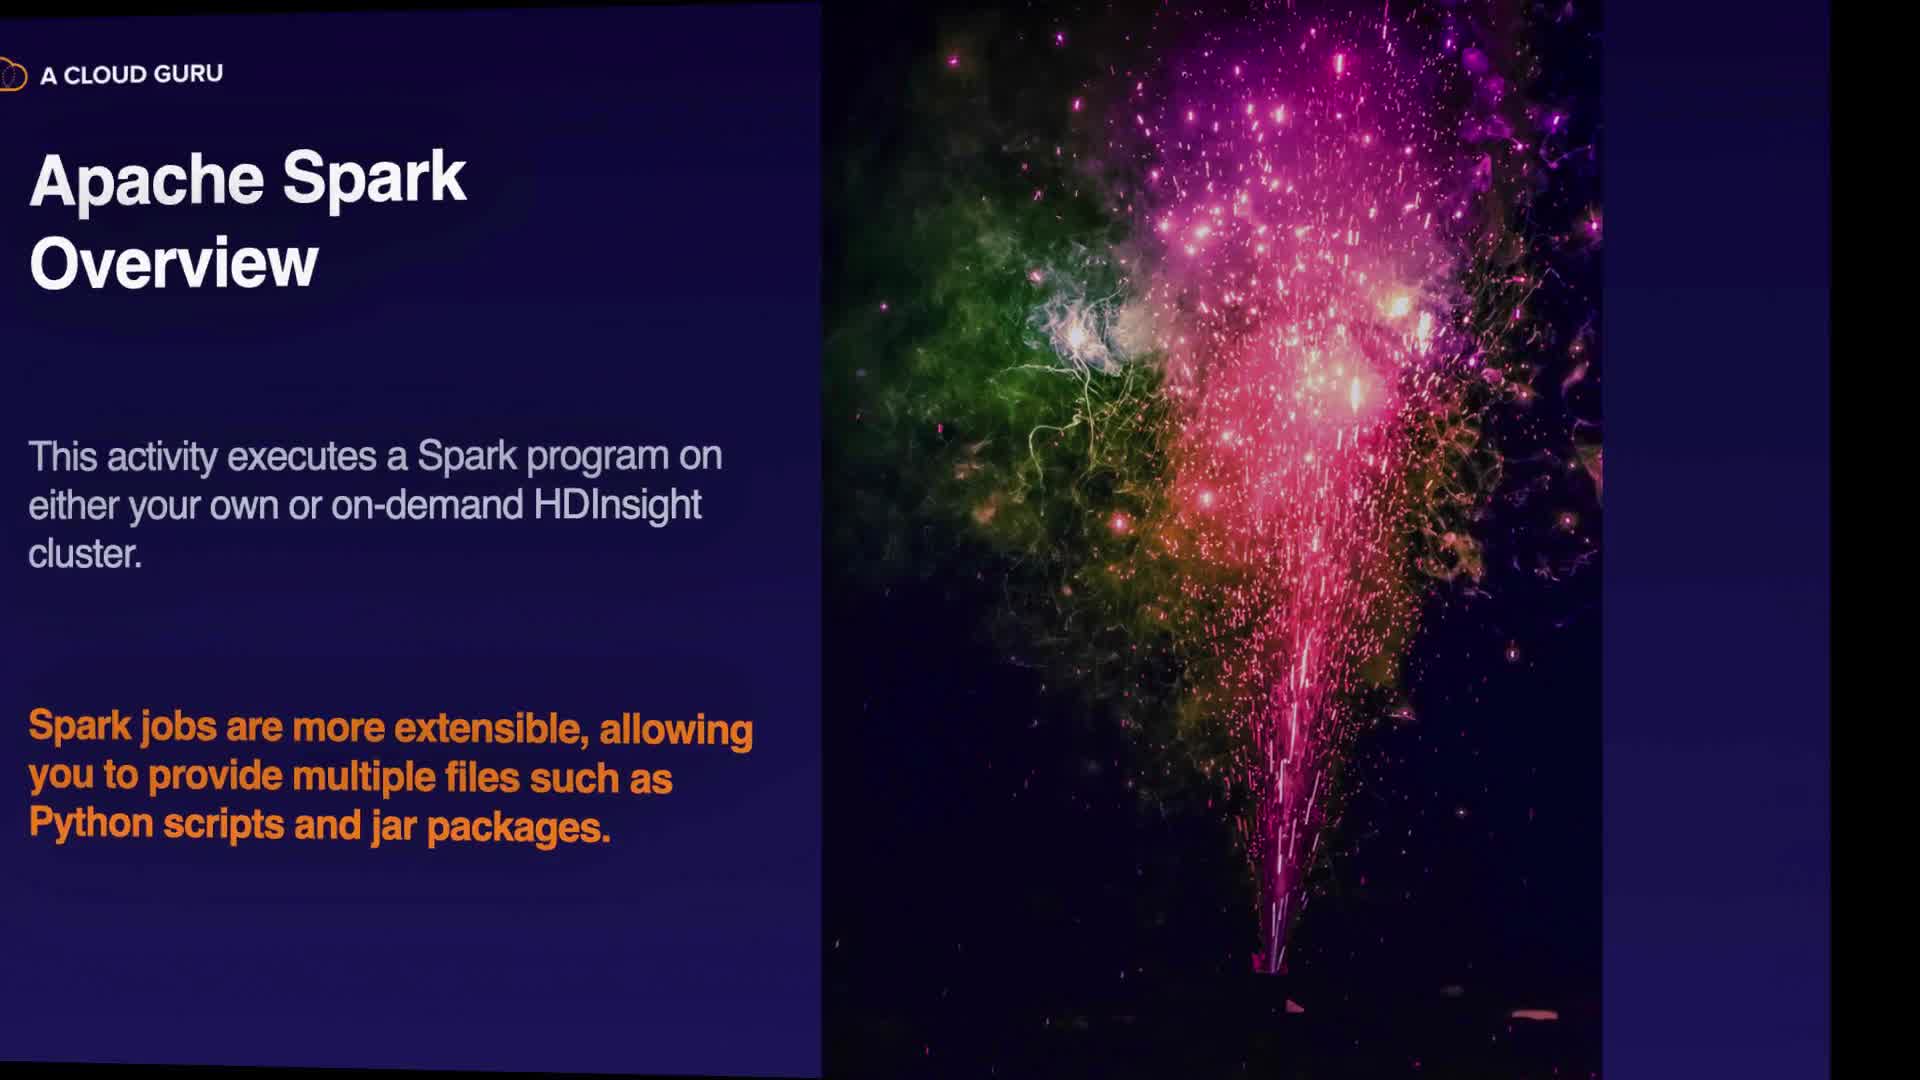 A CLOUD GURU
Apache Spark
Overview
This activity executes a Spark program on
either your own or on-demand HDInsight
cluster.
Spark jobs are more extensible, allowing
you to provide multiple files such as
Python scripts and jar packages.